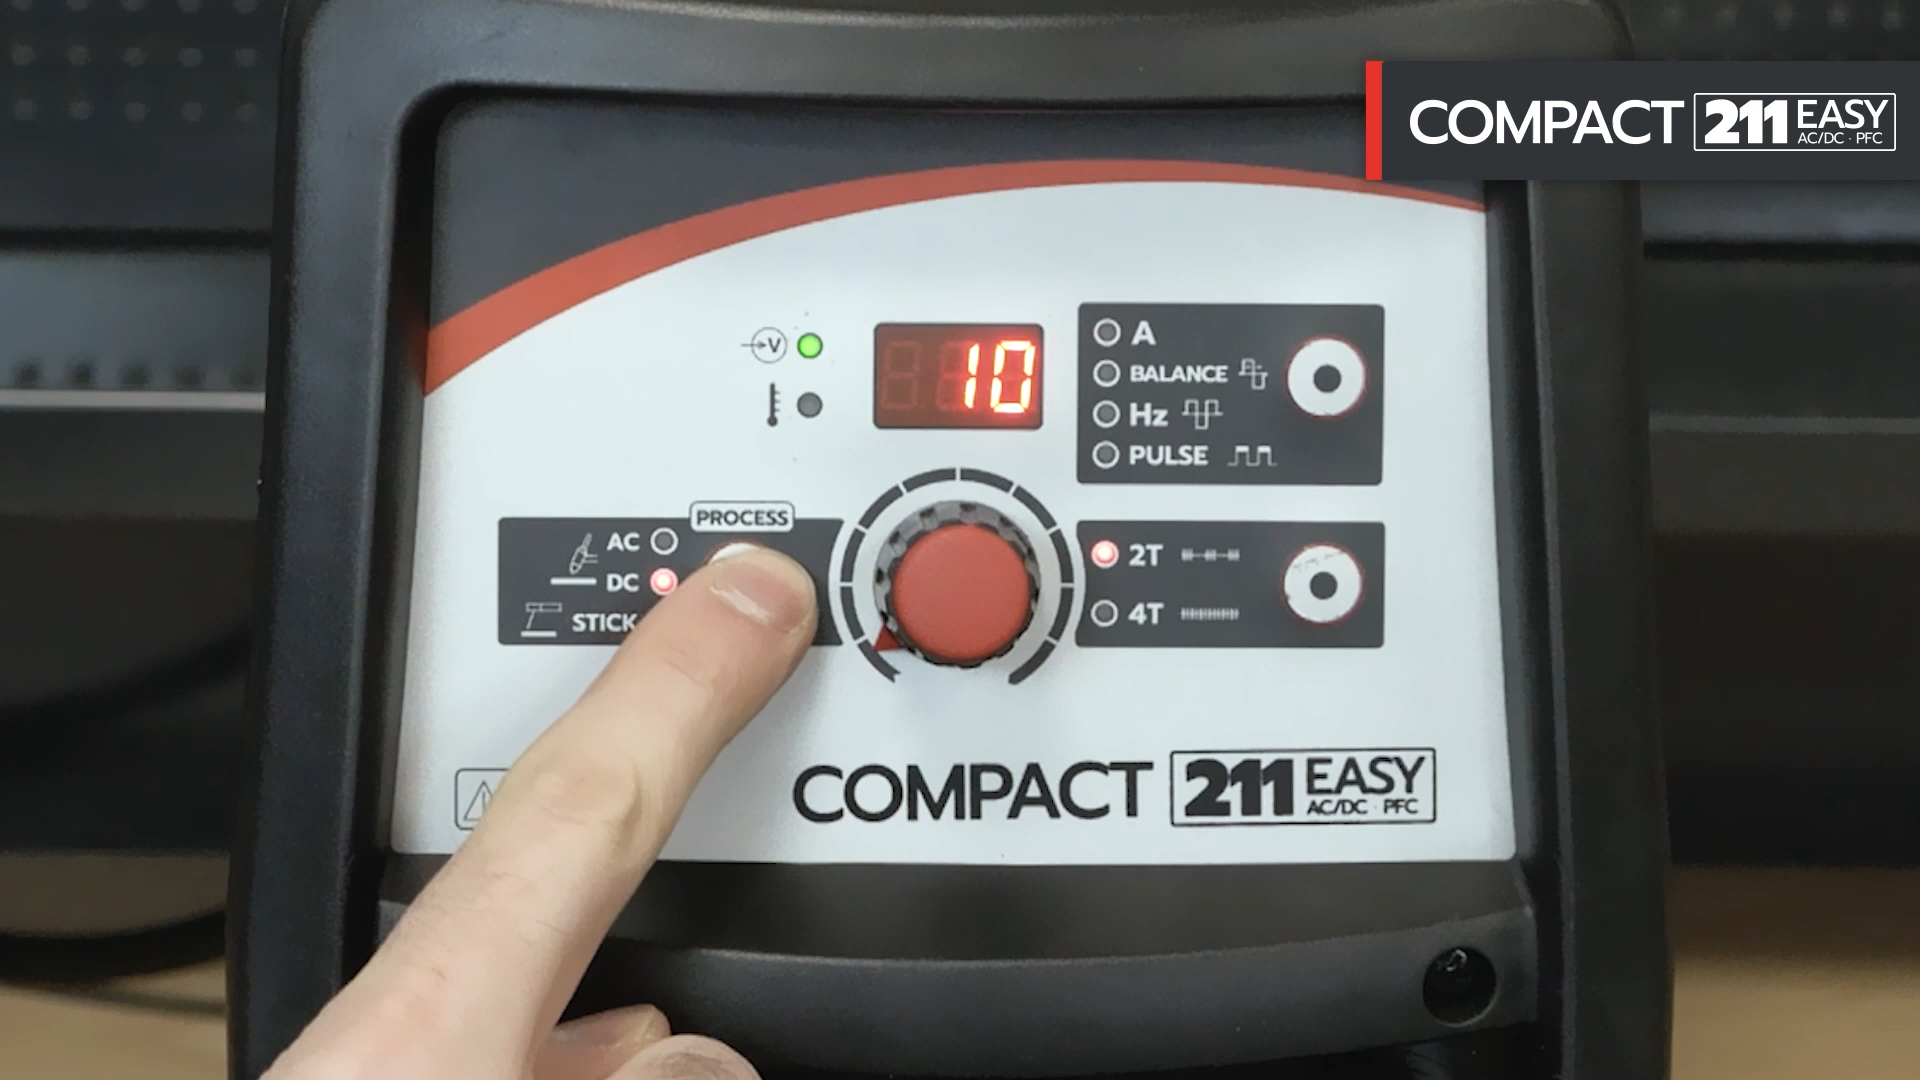 COMPACT 211 EASY
AC/DC · PFC
V
10
A
BALANCE
Hz
PULSE
PROCESS
AC
DC
STICK
2T
4T
COMPACT 211 EASY
AC/DC · PFC